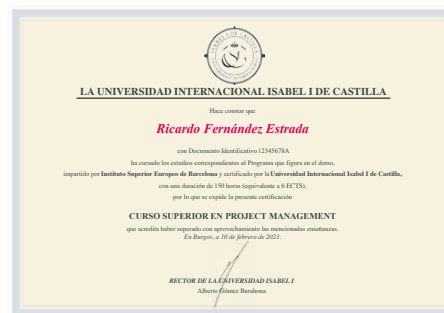 ISABEL I DE CASTILLA
LA UNIVERSIDAD INTERNACIONAL ISABEL I DE CASTILLA
Hace constar que
Ricardo Fernández Estrada
con Documento Identificativo 12345678A
ha cursado los estudios correspondientes al Programa que figura en el dorso,
impartido por Instituto Superior Europeo de Barcelona y certificado por la Universidad Internacional Isabel I de Castilla,
con una duración de 150 horas (equivalente a 6 ECTS),
por lo que se expide la presente certificación
CURSO SUPERIOR EN PROJECT MANAGEMENT
que acredita haber superado con aprovechamiento las mencionadas enseñanzas.
En Burgos, a 10 de febrero de 2023.
RECTOR DE LA UNIVERSIDAD ISABEL I
Alberto Gómez Barahona